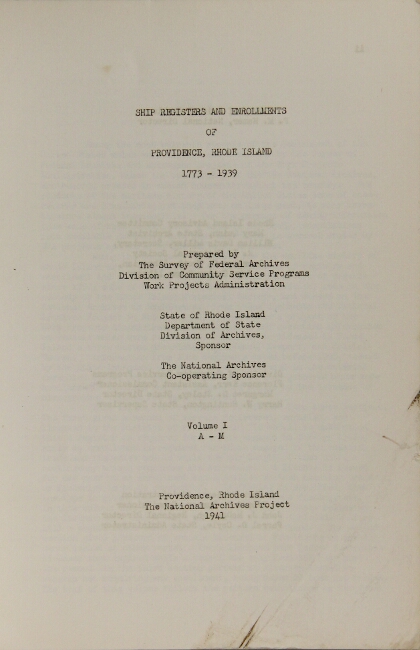 SHIP REGISTERS AND ENROLLMENTS
OF
PROVIDENCE, RHODE ISLAND
1773 - 1939
Prepared by
The Survey of Federal Archives
Division of Community Service Programs
Work Projects Administration
State of Rhode Island
Department of State
Division of Archives,
Sponsor
The National Archives
Co-operating Sponsor
Volume I
A - M
Providence, Rhode Island
The National Archives Project
1941